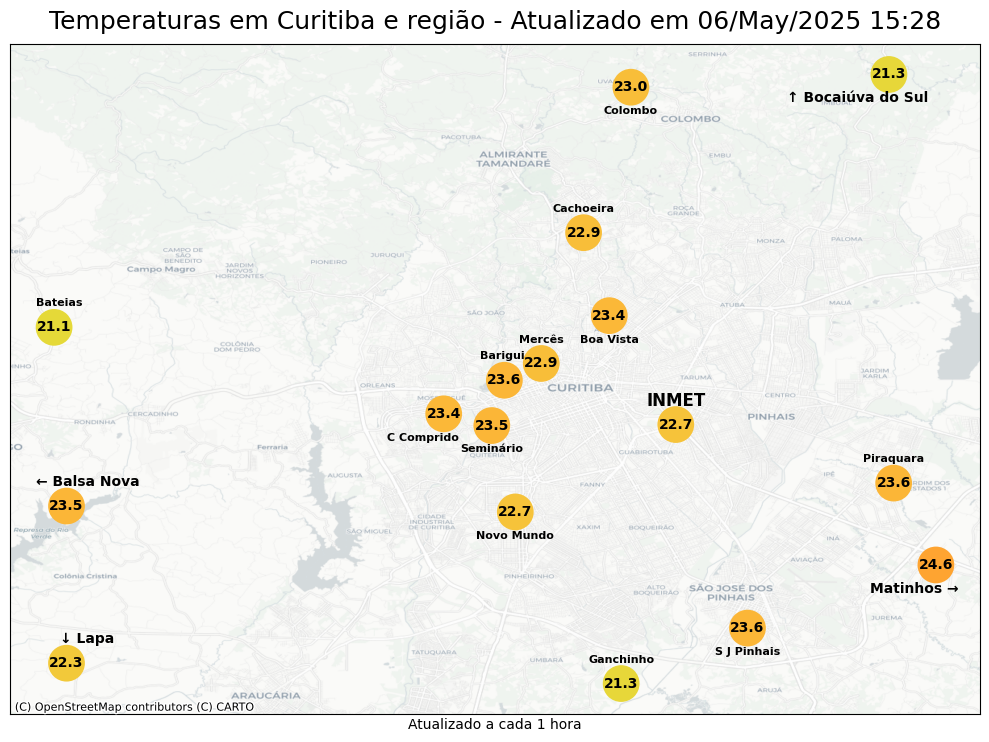 Temperaturas em Curitiba e região - Atualizado em 06/May/2025 15:28
SERRINHA
21.3
23.0
↑ Bocaiúva do Sul
Colombo
COLOMBO
PACOTUBA
ALMIRANTE
TAMANDARÉ
EMBU
Cachoeira
ROÇA
GRANDE
22.9
MONZA
PALOMA
CAMPO DE
SÃO
BENEDITO
JURUQUI
PIONEIRO
Campo Magro
JARDIM
NOVOS
HORIZONTES
Bateias
21.1
ATUBA
MAUÁ
SÃO JOÃO
23.4
Boa Vista
COLÔNIA
DOM PEDRO
Mercês
22.9
Barigui
23.6
JARDIM
KARLA
TARUMÃ
ORLEANS
CURITIBA
CENTRO
INMET
22.7
PINHAIS
23.4
C Comprido
23.5
Seminário
CERCADINHO
RONDINHA
Ferraria
GUABIROTUBA
Piraquara
23.6
IPÊ
AUGUSTA
FANNY
← Balsa Nova
23.5
22.7
Novo Mundo
CIDADE
INDUSTRIAL
DE CURITIBA
SÃO MIGUEL
XAXIM
BOQUEIRÃO
Represa do Rio
Verde
INÁ
AVIAÇÃO
24.6
Matinhos →
Colônia Cristina
PINHEIRINHO
ALTO
BOQUEIRÃO
SÃO JOSÉ DOS
PINHAIS
JUREMA
23.6
S J Pinhais
↓ Lapa
22.3
TATUQUARA
UMBARÁ
Ganchinho
21.3
ARUJÁ
ARAUCÁRIA
(C) OpenStreetMap contributors (C) CARTO
Atualizado a cada 1 hora